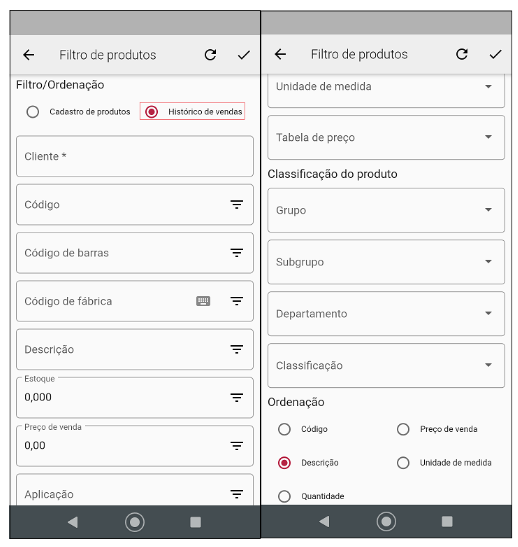 Filtro de produtos
Filtro/Ordenação
Cadastro de produtos
Histórico de vendas
Cliente *
Código
Código de barras
Código de fábrica
Descrição
Estoque
0,000
Preço de venda
0,00
Aplicação
Filtro de produtos
Unidade de medida
Tabela de preço
Classificação do produto
Grupo
Subgrupo
Departamento
Classificação
Ordenação
Código
Preço de venda
Descrição
Unidade de medida
Quantidade